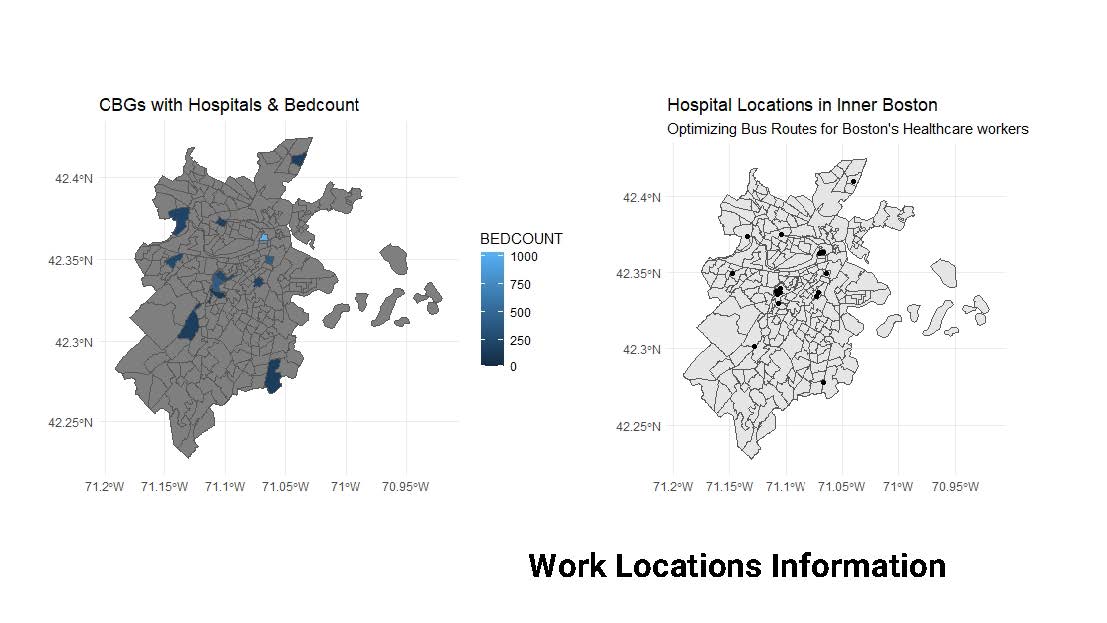 CBGs with Hospitals & Bedcount
42.4°N
42.35°N
42.3°N
42.25°N
71.2°W 71.15°W 71.1°W 71.05°W 71°W 70.95°W
BEDCOUNT
1000
750
500
250
0
Hospital Locations in Inner Boston
Optimizing Bus Routes for Boston's Healthcare workers
42.4°N
42.35°N
42.3°N
42.25°N
71.2°W 71.15°W 71.1°W 71.05°W 71°W 70.95°W
Work Locations Information